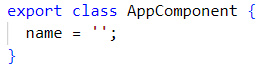 export class AppComponent {
  name = '';
}